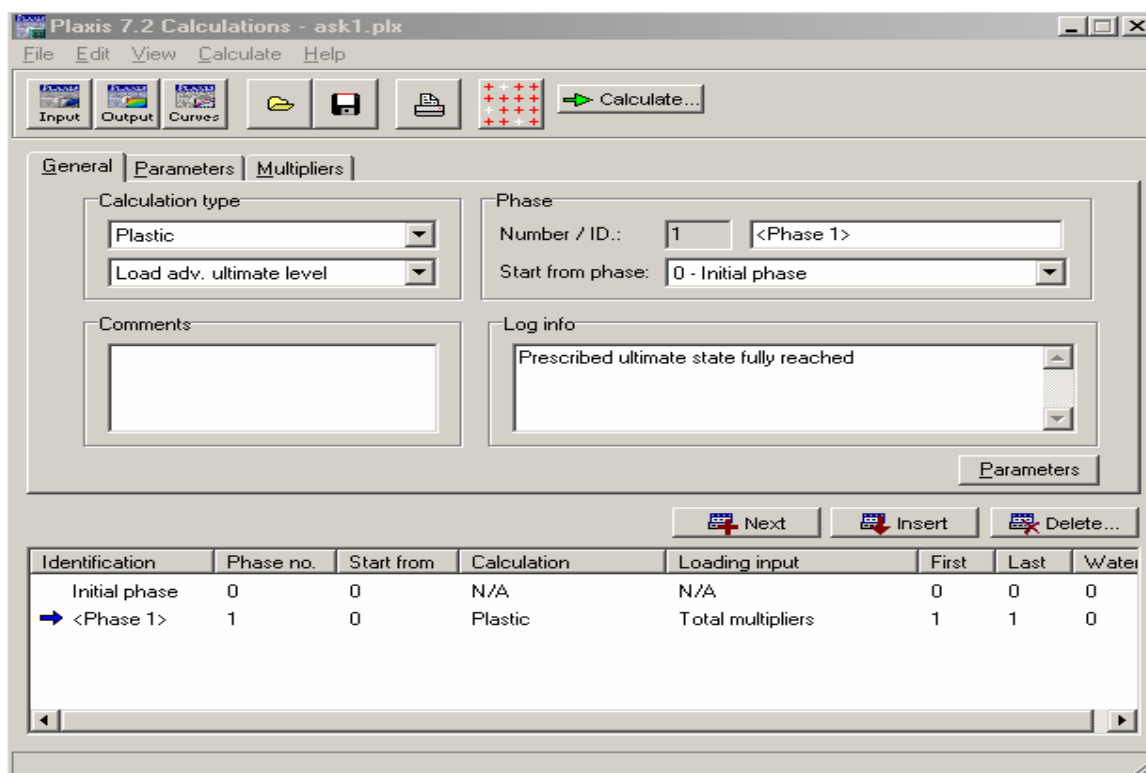 Plaxis 7.2 Calculations - ask1.plx
File Edit View Calculate Help
PLAXIS PLAXIS PLAXIS
Input Output Curves Calculate...
General Parameters Multipliers
Calculation type
Plastic
Load adv. ultimate level
Phase
Number / ID.: 1 <Phase 1>
Start from phase: 0 - Initial phase
Comments
Log info
Prescribed ultimate state fully reached
Parameters
Next Insert Delete...
Identification Phase no. Start from Calculation Loading input First Last Water
Initial phase 0 0 N/A N/A 0 0 0
<Phase 1> 1 0 Plastic Total multipliers 1 1 0